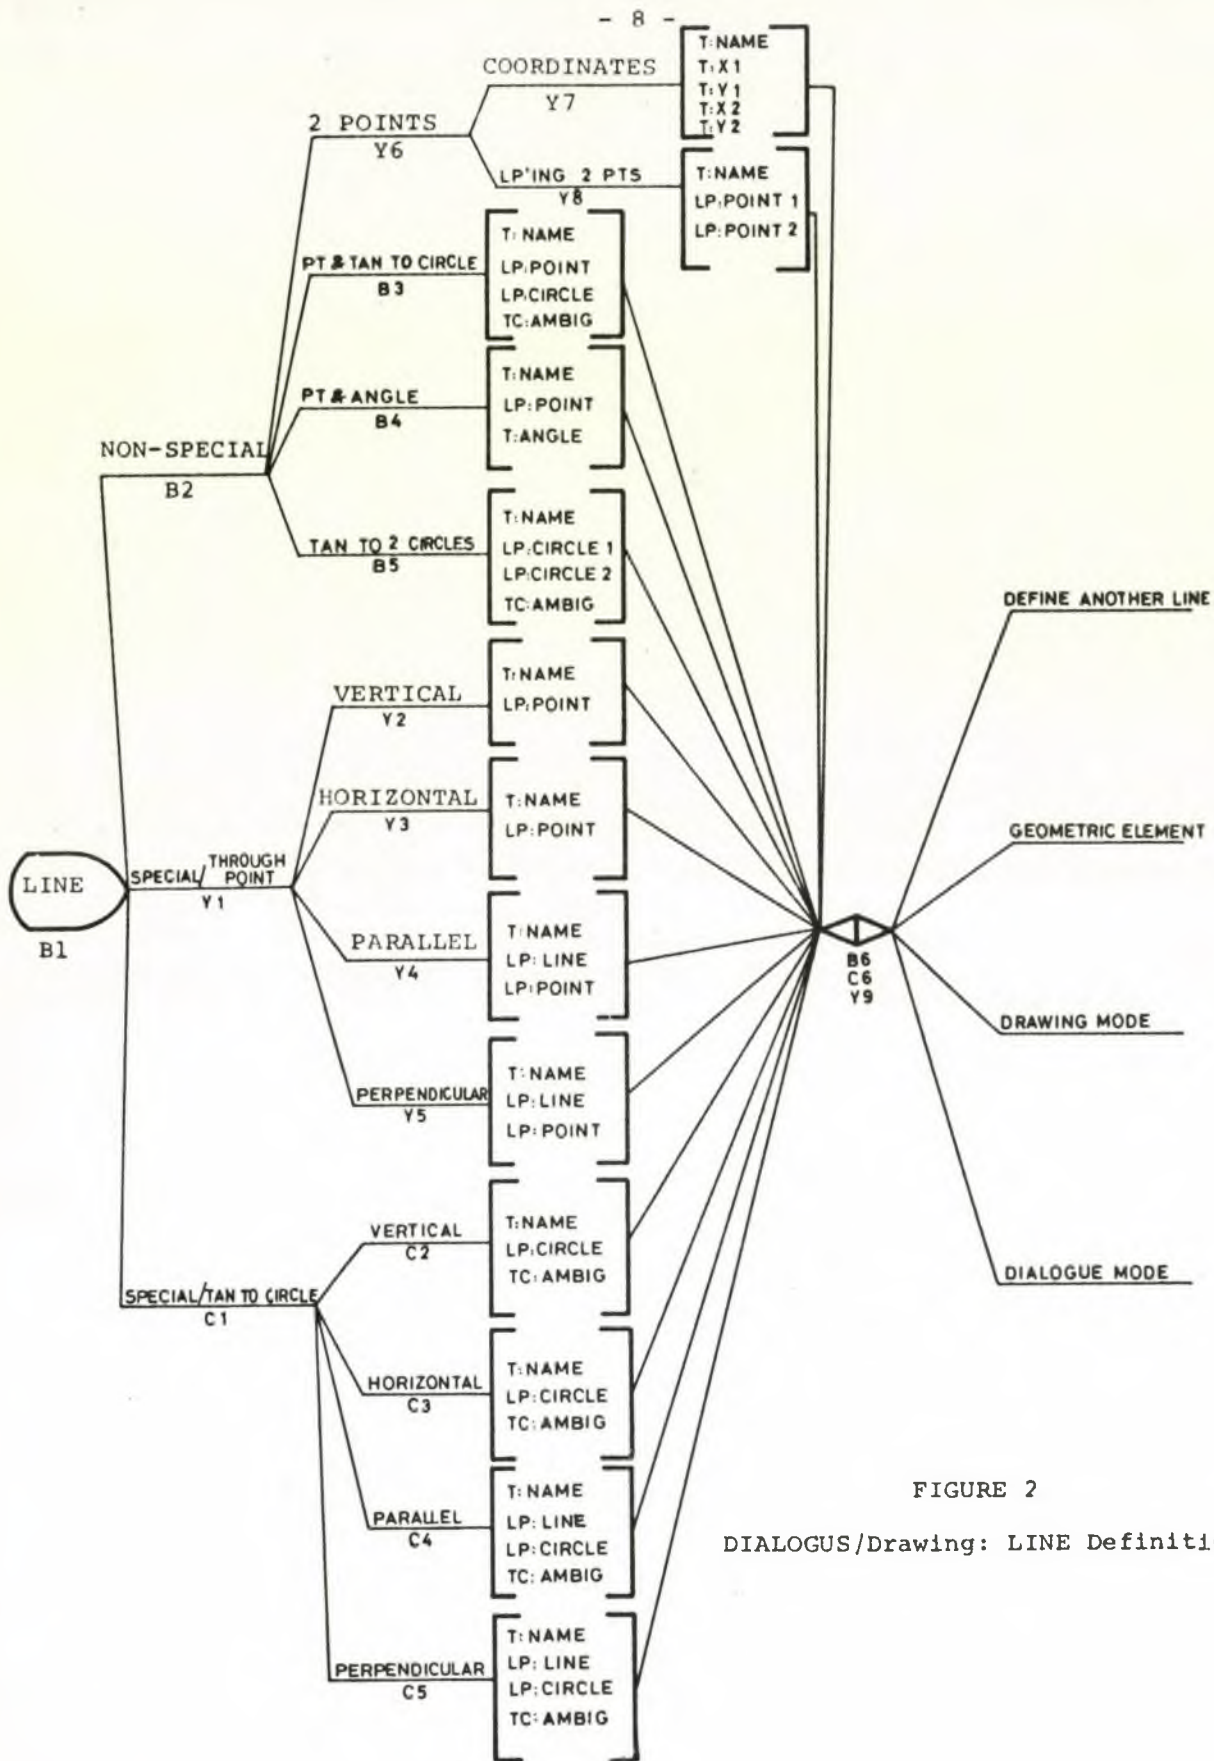 - 8 -
COORDINATES
Y7
T:NAME
T:X1
T:Y1
T:X2
T:Y2
2 POINTS
Y6
LP'ING 2 PTS
Y8
T:NAME
LP:POINT 1
LP:POINT 2
PT & TAN TO CIRCLE
B3
T:NAME
LP:POINT
LP:CIRCLE
TC:AMBIG
PT & ANGLE
B4
T:NAME
LP:POINT
T:ANGLE
NON-SPECIAL
B2
TAN TO 2 CIRCLES
B5
T:NAME
LP:CIRCLE 1
LP:CIRCLE 2
TC:AMBIG
VERTICAL
Y2
T:NAME
LP:POINT
HORIZONTAL
Y3
T:NAME
LP:POINT
LINE
B1
SPECIAL/THROUGH
POINT
Y1
PARALLEL
Y4
T:NAME
LP:LINE
LP:POINT
PERPENDICULAR
Y5
T:NAME
LP:LINE
LP:POINT
VERTICAL
C2
T:NAME
LP:CIRCLE
TC:AMBIG
SPECIAL/TAN TO CIRCLE
C1
HORIZONTAL
C3
T:NAME
LP:CIRCLE
TC:AMBIG
PARALLEL
C4
T:NAME
LP:LINE
LP:CIRCLE
TC:AMBIG
PERPENDICULAR
C5
T:NAME
LP:LINE
LP:CIRCLE
TC:AMBIG
B6
C6
Y9
DEFINE ANOTHER LINE
GEOMETRIC ELEMENT
DRAWING MODE
DIALOGUE MODE
FIGURE 2
DIALOGUS/Drawing: LINE Definiti